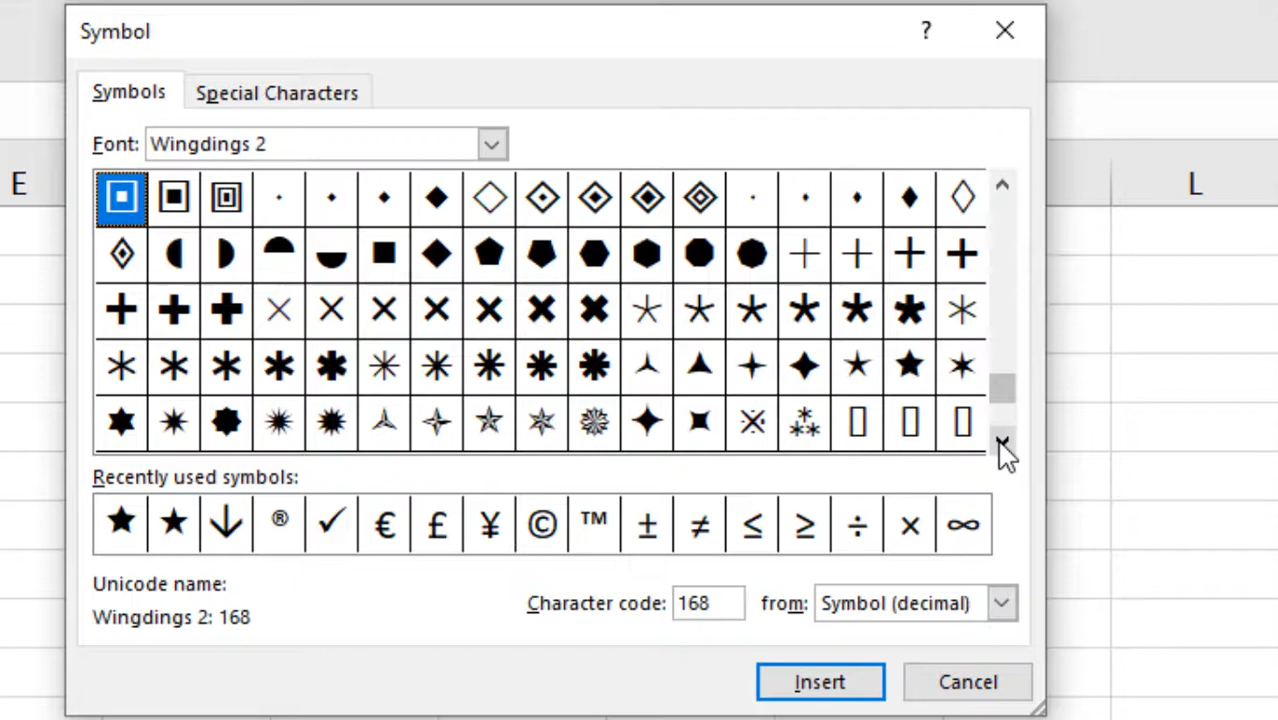 Symbol ?
Symbols Special Characters
Font: Wingdings 2
E L
Recently used symbols:
® ✓ € £ ¥ © ™ ± ≠ ≤ ≥ ÷ × ∞
Unicode name:
Wingdings 2: 168
Character code: 168 from: Symbol (decimal)
Insert Cancel